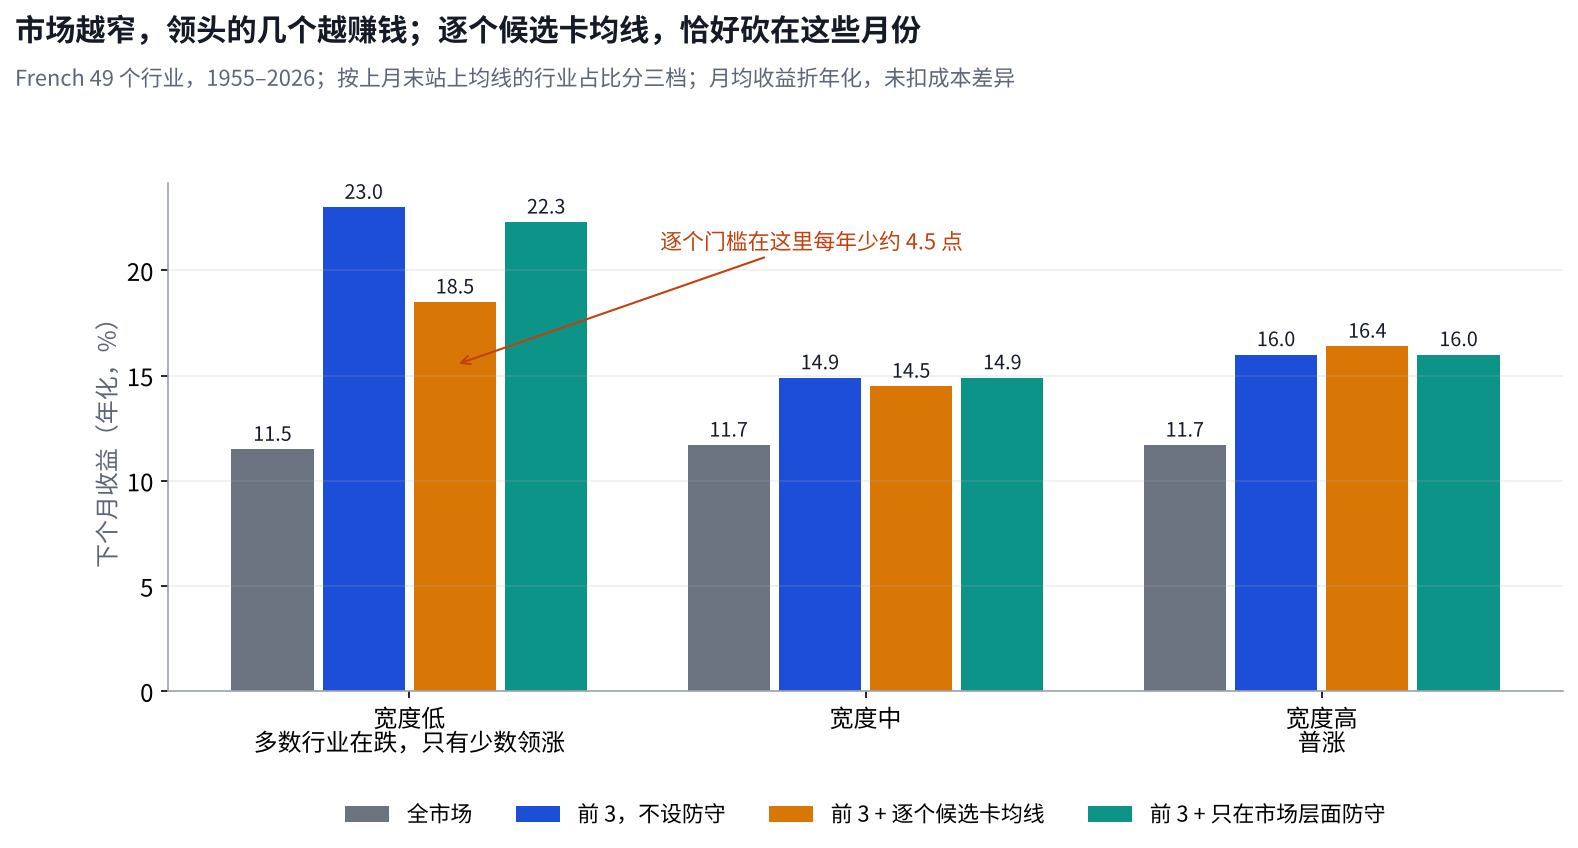 市场越窄，领头的几个越赚钱；逐个候选卡均线，恰好砍在这些月份
French 49 个行业，1955–2026；按上月末站上均线的行业占比分三档；月均收益折年化，未扣成本差异
下个月收益（年化，%）
20
15
10
5
0
逐个门槛在这里每年少约 4.5 点
11.5
23.0
18.5
22.3
11.7
14.9
14.5
14.9
11.7
16.0
16.4
16.0
宽度低
多数行业在跌，只有少数领涨
宽度中
宽度高
普涨
全市场
前 3，不设防守
前 3 + 逐个候选卡均线
前 3 + 只在市场层面防守